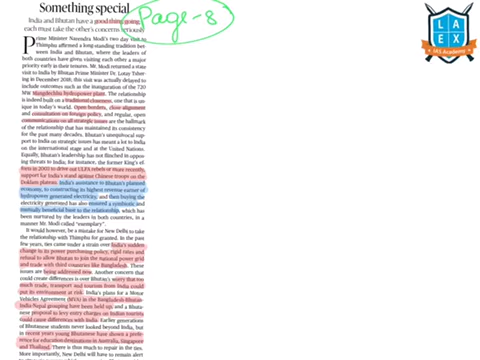 Something special
Page-8
India and Bhutan have a good thing going,
each must take the other's concerns seriously
Prime Minister Narendra Modi's two day visit to
Thimphu affirmed a long-standing tradition bet-
ween India and Bhutan, where the leaders of
both countries have given visiting each other a major
priority early in their tenures. Mr. Modi returned a state
visit to India by Bhutan Prime Minister Dr. Lotay Tsher-
ing in December 2018, this visit was actually delayed to
include outcomes such as the inauguration of the 720
MW Mangdechhu hydropower plant. The relationship
is indeed built on a traditional closeness, one that is un-
ique in today's world. Open borders, close alignment
and consultation on foreign policy, and regular, open
communications on all strategic issues are the hallmark
of the relationship that has maintained its consistency
for the past many decades. Bhutan's unequivocal sup-
port to India on strategic issues has meant a lot to India
on the international stage and at the United Nations.
Equally, Bhutan's leadership has not flinched in oppos-
ing threats to India, for instance, the former King's ef-
forts in 2003 to drive out ULFA rebels or more recently,
support for India's stand against Chinese troops on the
Doklam plateau. India's assistance to Bhutan's planned
economy, to constructing its highest revenue earner of
hydropower generated electricity, and then buying the
electricity generated has also ensured a symbiotic and
mutually beneficial base to the relationship, which has
been nurtured by the leaders in both countries, in a
manner Mr. Modi called "exemplary".
It would however, be a mistake for New Delhi to take
the relationship with Thimphu for granted. In the past
few years, ties came under a strain over India's sudden
change in its power purchasing policy, rigid rates and
refusal to allow Bhutan to join the national power grid
and trade with third countries like Bangladesh. These
issues are being addressed now. Another concern that
could create differences is over Bhutan's worry that too
much trade, transport and tourism from India could
put its environment at risk. India's plans for a Motor
Vehicles Agreement (MVA) in the Bangladesh-Bhutan-
India-Nepal grouping have been held up, and a Bhuta-
nese proposal to levy entry charges on Indian tourists
could cause differences with India. Earlier generations
of Bhutanese students never looked beyond India, but
in recent years young Bhutanese have shown a prefe-
rence for education destinations in Australia, Singapore
and Thailand. There is thus much to repair in the ties.
More importantly, New Delhi will have to remain alert
LAEX
IAS Academy